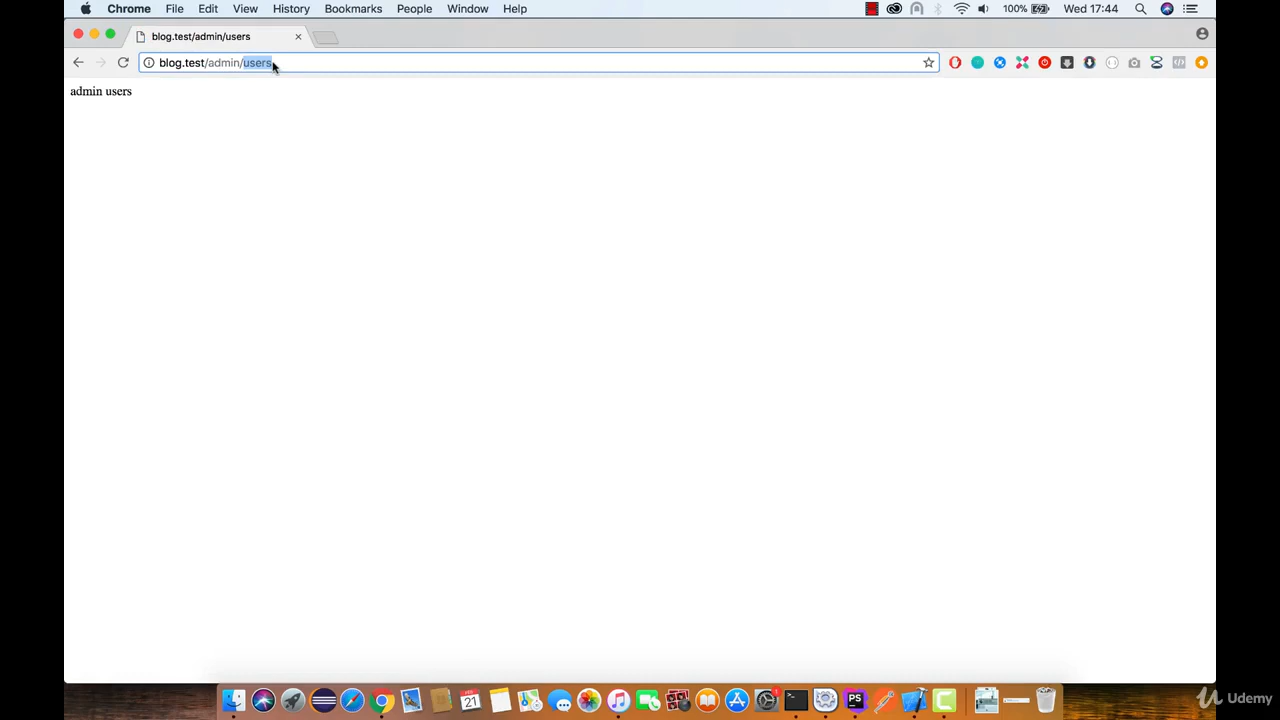 Chrome File Edit View History Bookmarks People Window Help 100% Wed 17:44
blog.test/admin/users
blog.test/admin/users
admin users
21
PS
Udemy